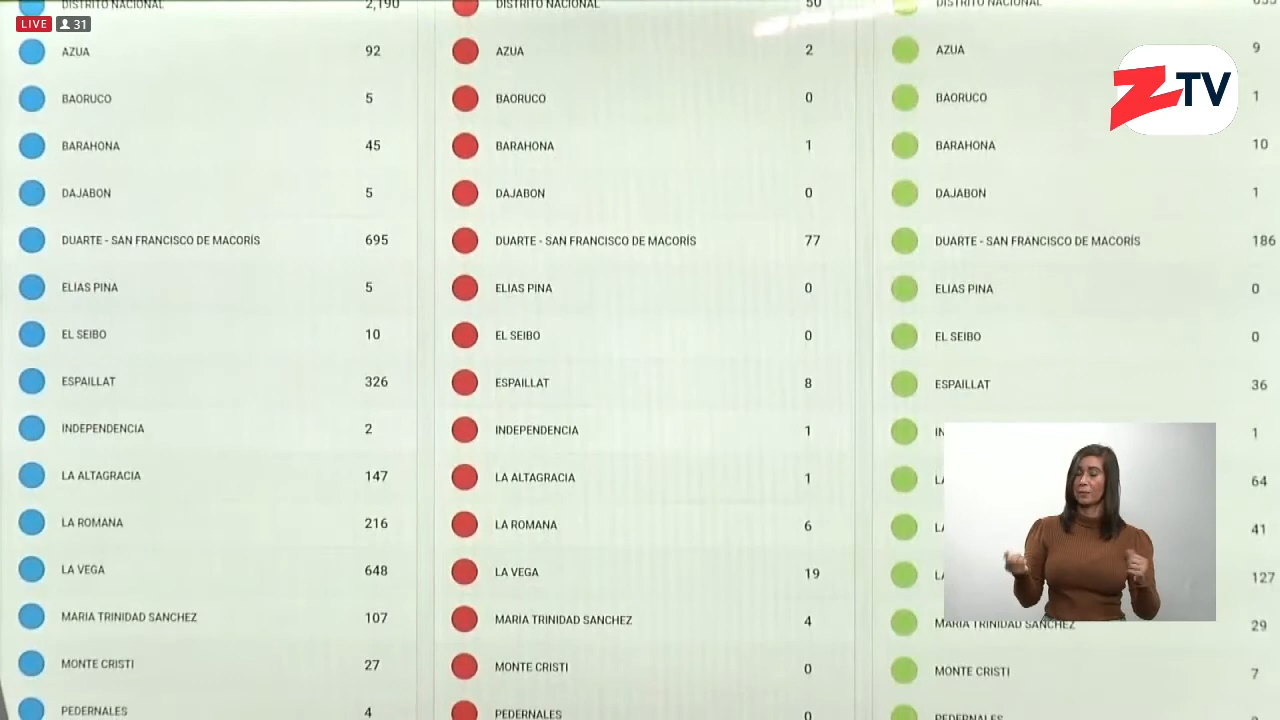 DISTRITO NACIONAL 2,190 DISTRITO NACIONAL 50 DISTRITO NACIONAL
LIVE 31
AZUA 92 AZUA 2 AZUA 9
ZTV
BAORUCO 5 BAORUCO 0 BAORUCO 1
BARAHONA 45 BARAHONA 1 BARAHONA 10
DAJABON 5 DAJABON 0 DAJABON 1
DUARTE - SAN FRANCISCO DE MACORÍS 695 DUARTE - SAN FRANCISCO DE MACORÍS 77 DUARTE - SAN FRANCISCO DE MACORÍS 186
ELIAS PINA 5 ELIAS PINA 0 ELIAS PINA 0
EL SEIBO 10 EL SEIBO 0 EL SEIBO 0
ESPAILLAT 326 ESPAILLAT 8 ESPAILLAT 36
INDEPENDENCIA 2 INDEPENDENCIA 1 IN 1
LA ALTAGRACIA 147 LA ALTAGRACIA 1 LA 64
LA ROMANA 216 LA ROMANA 6 LA 41
LA VEGA 648 LA VEGA 19 LA 127
MARIA TRINIDAD SANCHEZ 107 MARIA TRINIDAD SANCHEZ 4 MARIA TRINIDAD SANCHEZ 29
MONTE CRISTI 27 MONTE CRISTI 0 MONTE CRISTI 7
PEDERNALES 4 PEDERNALES 0 PEDERNALES